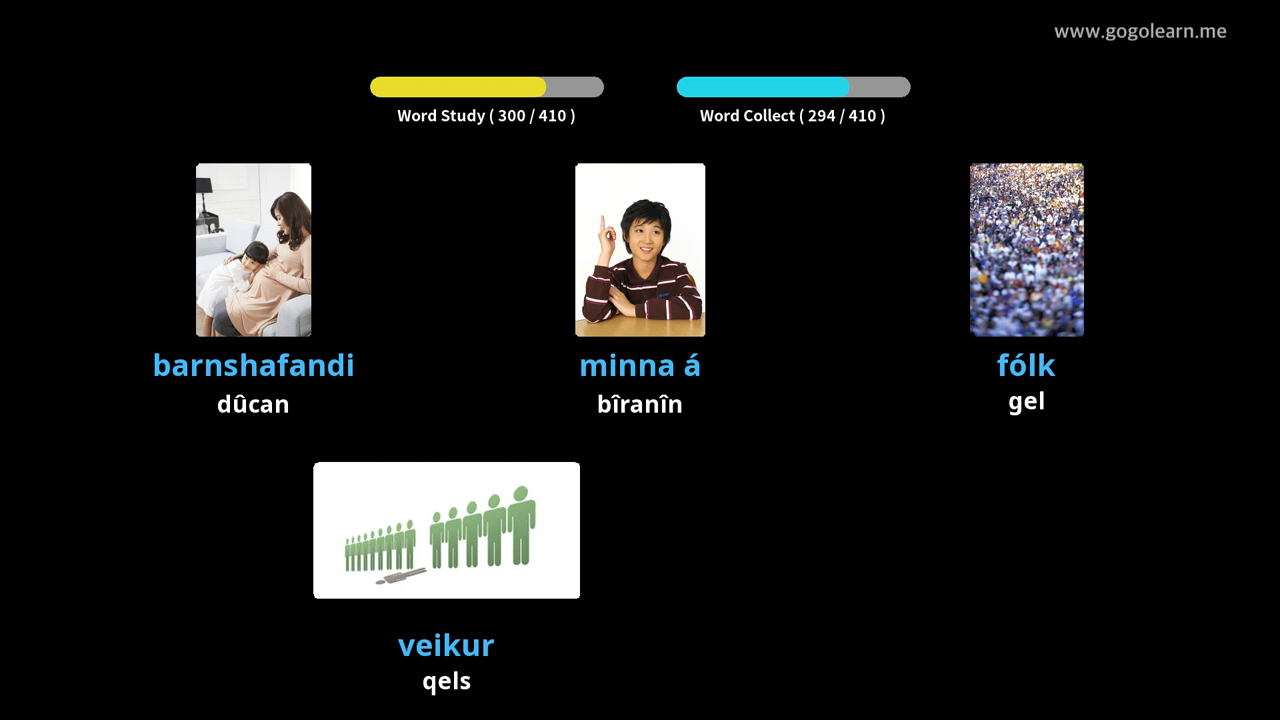 www.gogolearn.me
Word Study ( 300 / 410 )
Word Collect ( 294 / 410 )
barnshafandi
dûcan
minna á
bîranîn
fólk
gel
veikur
qels